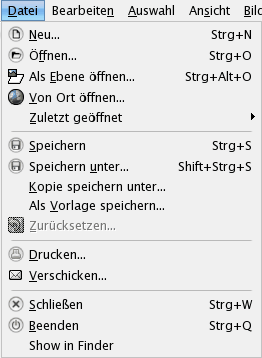 Datei Bearbeiten Auswahl Ansicht Bil
Neu... Strg+N
Öffnen... Strg+O
Als Ebene öffnen... Strg+Alt+O
Von Ort öffnen...
Zuletzt geöffnet
Speichern Strg+S
Speichern unter... Shift+Strg+S
Kopie speichern unter...
Als Vorlage speichern...
Zurücksetzen...
Drucken...
Verschicken...
Schließen Strg+W
Beenden Strg+Q
Show in Finder